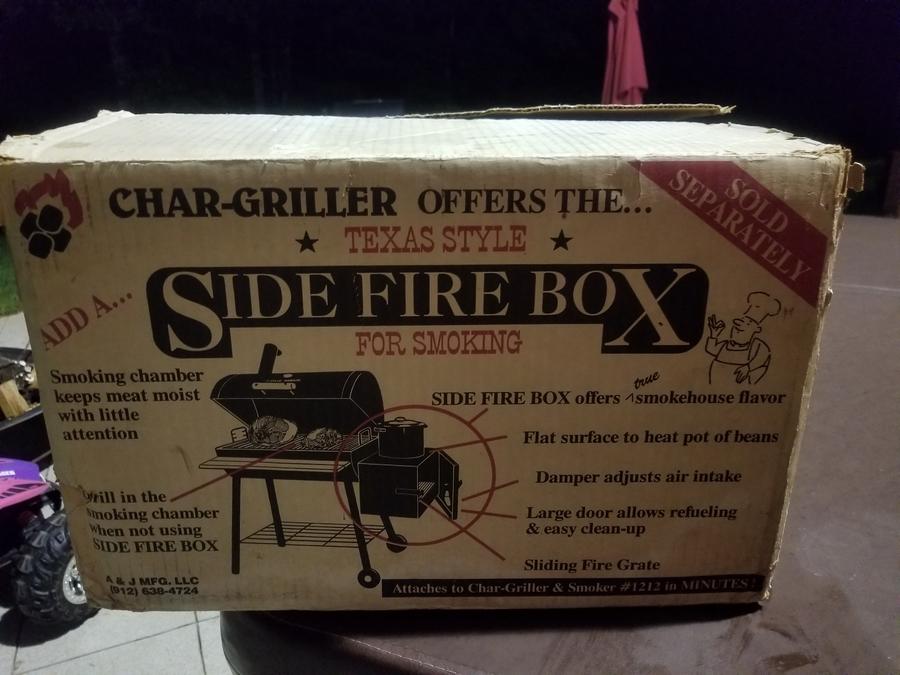 CHAR-GRILLER OFFERS THE...
SOLD
SEPARATELY
★ TEXAS STYLE ★
ADD A...
SIDE FIRE BOX
FOR SMOKING
Smoking chamber
keeps meat moist
with little
attention
SIDE FIRE BOX offers ^true smokehouse flavor
Flat surface to heat pot of beans
Damper adjusts air intake
Large door allows refueling
& easy clean-up
Sliding Fire Grate
Grill in the
smoking chamber
when not using
SIDE FIRE BOX
A & J MFG. LLC
(912) 638-4724
Attaches to Char-Griller & Smoker #1212 in MINUTES!